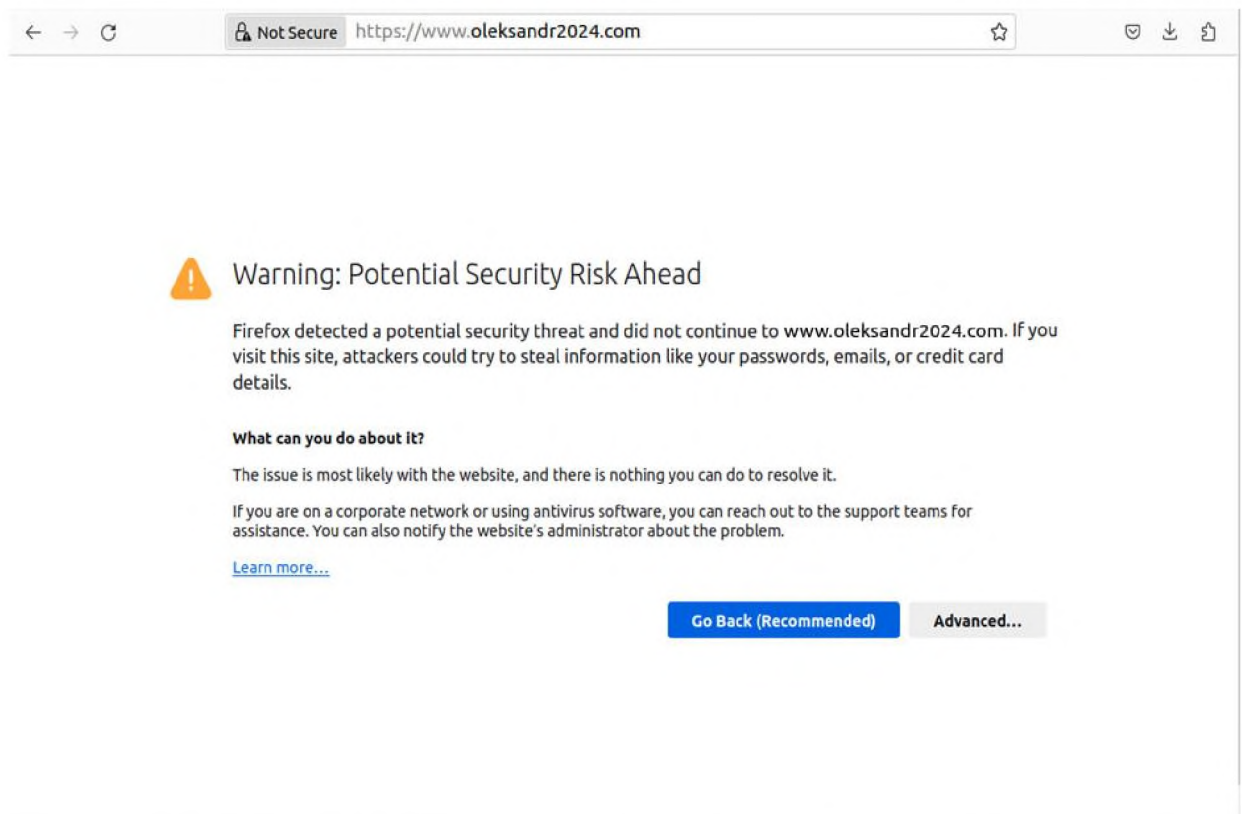 Not Secure https://www.oleksandr2024.com
Warning: Potential Security Risk Ahead
Firefox detected a potential security threat and did not continue to www.oleksandr2024.com. If you
visit this site, attackers could try to steal information like your passwords, emails, or credit card
details.
What can you do about it?
The issue is most likely with the website, and there is nothing you can do to resolve it.
If you are on a corporate network or using antivirus software, you can reach out to the support teams for
assistance. You can also notify the website's administrator about the problem.
Learn more...
Go Back (Recommended) Advanced...